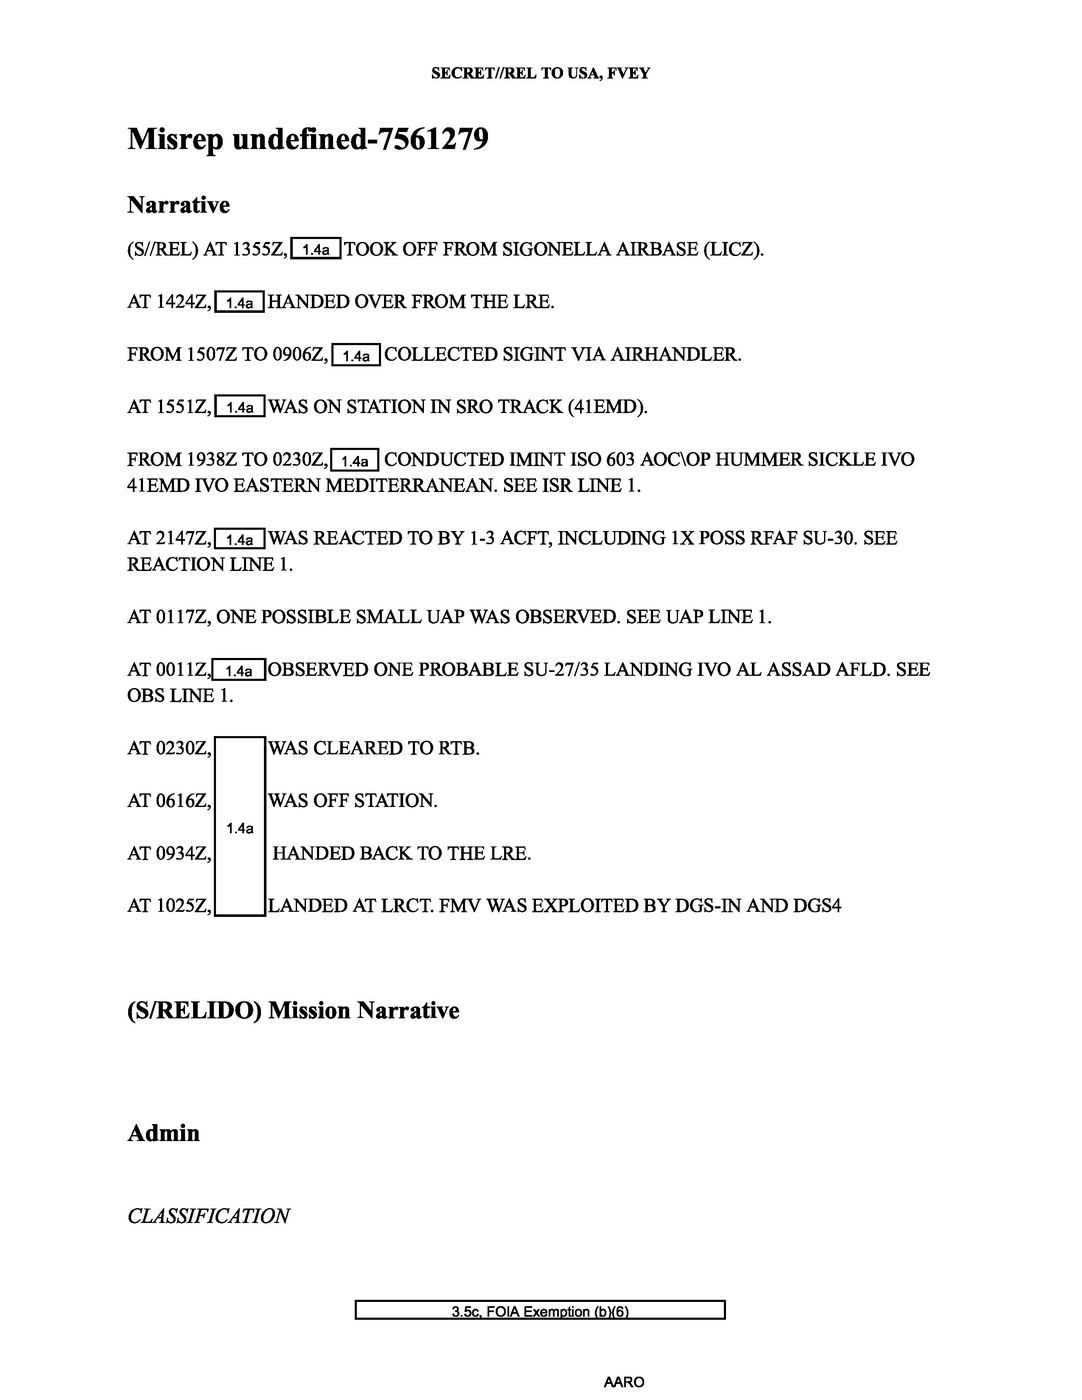 SECRET//REL TO USA, FVEY
Misrep undefined-7561279
Narrative
(S//REL) AT 1355Z, 1.4a TOOK OFF FROM SIGONELLA AIRBASE (LICZ).
AT 1424Z, 1.4a HANDED OVER FROM THE LRE.
FROM 1507Z TO 0906Z, 1.4a COLLECTED SIGINT VIA AIRHANDLER.
AT 1551Z, 1.4a WAS ON STATION IN SRO TRACK (41EMD).
FROM 1938Z TO 0230Z, 1.4a CONDUCTED IMINT ISO 603 AOC\OP HUMMER SICKLE IVO
41EMD IVO EASTERN MEDITERRANEAN. SEE ISR LINE 1.
AT 2147Z, 1.4a WAS REACTED TO BY 1-3 ACFT, INCLUDING 1X POSS RFAF SU-30. SEE
REACTION LINE 1.
AT 0117Z, ONE POSSIBLE SMALL UAP WAS OBSERVED. SEE UAP LINE 1.
AT 0011Z, 1.4a OBSERVED ONE PROBABLE SU-27/35 LANDING IVO AL ASSAD AFLD. SEE
OBS LINE 1.
AT 0230Z, WAS CLEARED TO RTB.
AT 0616Z, WAS OFF STATION.
1.4a
AT 0934Z, HANDED BACK TO THE LRE.
AT 1025Z, LANDED AT LRCT. FMV WAS EXPLOITED BY DGS-IN AND DGS4
(S/RELIDO) Mission Narrative
Admin
CLASSIFICATION
3.5c, FOIA Exemption (b)(6)
AARO